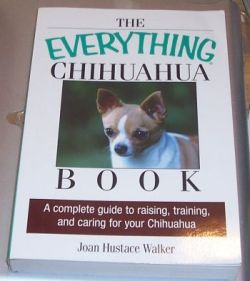 THE
EVERYTHING
CHIHUAHUA
BOOK
A complete guide to raising, training,
and caring for your Chihuahua
Joan Hustace Walker